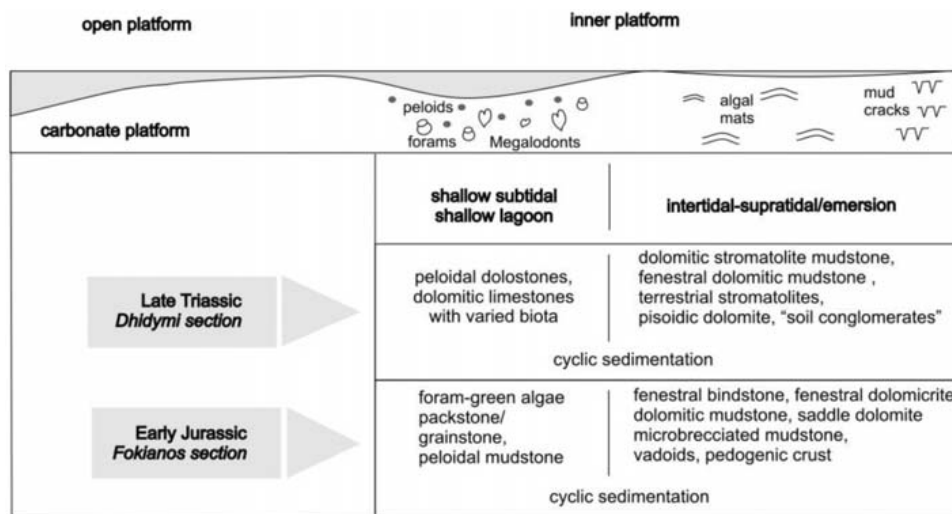 open platform
inner platform
carbonate platform
peloids
forams
Megalodonts
algal
mats
mud
cracks
shallow subtidal
shallow lagoon
intertidal-supratidal/emersion
Late Triassic
Dhidymi section
peloidal dolostones,
dolomitic limestones
with varied biota
dolomitic stromatolite mudstone,
fenestral dolomitic mudstone ,
terrestrial stromatolites,
pisoidic dolomite, “soil conglomerates”
cyclic sedimentation
Early Jurassic
Fokianos section
foram-green algae
packstone/
grainstone,
peloidal mudstone
fenestral bindstone, fenestral dolomicrite
dolomitic mudstone, saddle dolomite
microbrecciated mudstone,
vadoids, pedogenic crust
cyclic sedimentation